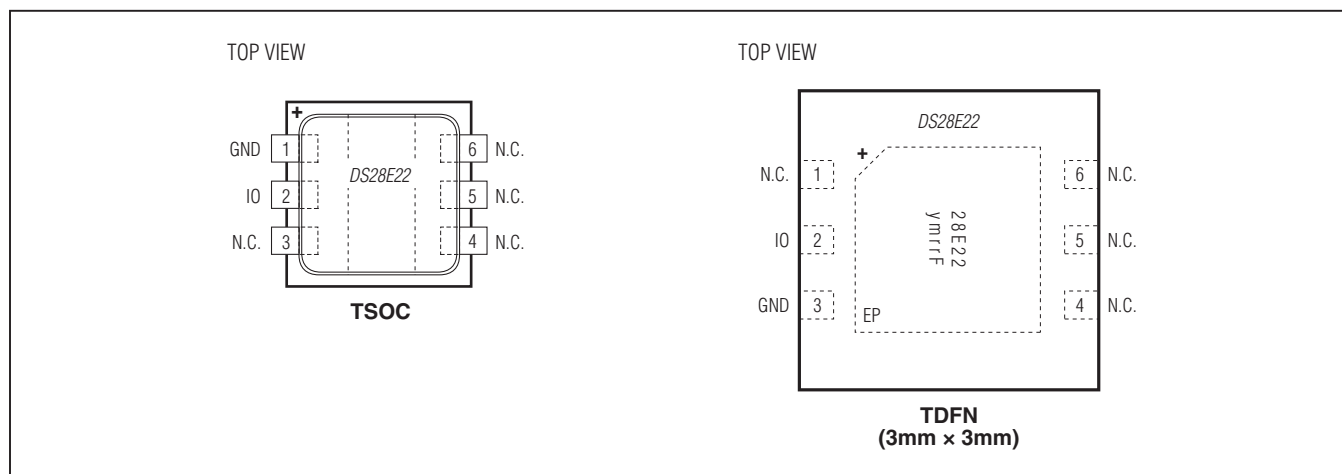 TOP VIEW
+
GND 1
6 N.C.
DS28E22
IO 2
5 N.C.
N.C. 3
4 N.C.
TSOC
TOP VIEW
DS28E22
+
N.C. 1
6 N.C.
28E22
ymrrF
IO 2
5 N.C.
GND 3
4 N.C.
EP
TDFN
(3mm × 3mm)